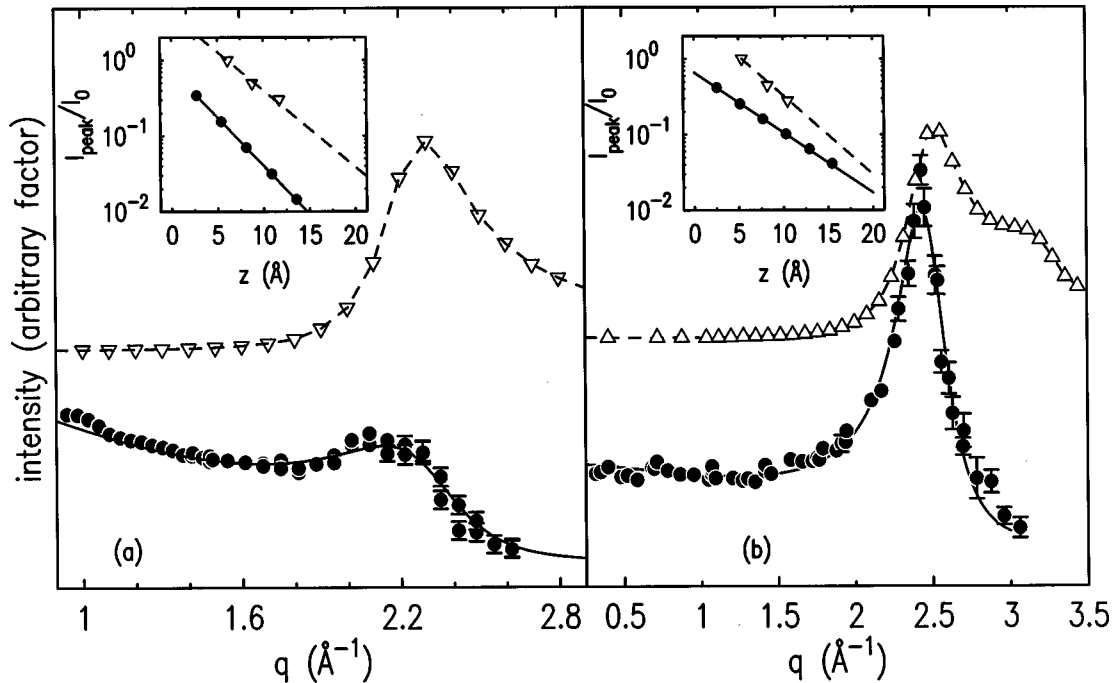 intensity (arbitrary factor)
I_peak/I_0
10^0
10^-1
10^-2
0 5 10 15 20
z (Å)
(a)
1 1.6 2.2 2.8
q (Å^-1)
I_peak/I_0
10^0
10^-1
10^-2
0 5 10 15 20
z (Å)
(b)
0.5 1 1.5 2 2.5 3 3.5
q (Å^-1)